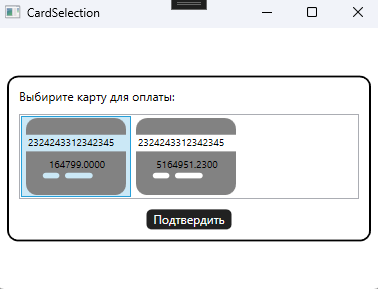 CardSelection
Выбирите карту для оплаты:
2324243312342345 2324243312342345
164799.0000 5164951.2300
Подтвердить